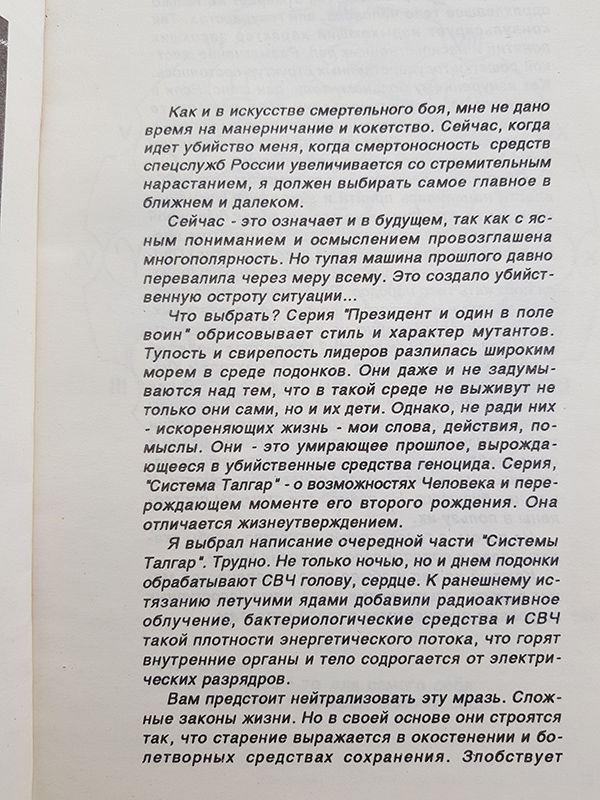 Как и в искусстве смертельного боя, мне не дано
время на манерничание и кокетство. Сейчас, когда
идет убийство меня, когда смертоносность средств
спецслужб России увеличивается со стремительным
нарастанием, я должен выбирать самое главное в
ближнем и далеком.
Сейчас - это означает и в будущем, так как с яс-
ным пониманием и осмыслением провозглашена
многополярность. Но тупая машина прошлого давно
перевалила через меру всему. Это создало убийст-
венную остроту ситуации...
Что выбрать? Серия "Президент и один в поле
воин" обрисовывает стиль и характер мутантов.
Тупость и свирепость лидеров разлилась широким
морем в среде подонков. Они даже и не задумы-
ваются над тем, что в такой среде не выживут не
только они сами, но и их дети. Однако, не ради них
- искореняющих жизнь - мои слова, действия, по-
мыслы. Они - это умирающее прошлое, вырожда-
ющееся в убийственные средства геноцида. Серия,
"Система Талгар" - о возможностях Человека и пере-
рождающем моменте его второго рождения. Она
отличается жизнеутверждением.
Я выбрал написание очередной части "Системы
Талгар". Трудно. Не только ночью, но и днем подонки
обрабатывают СВЧ голову, сердце. К ранешнему ис-
тязанию летучими ядами добавили радиоактивное
облучение, бактериологические средства и СВЧ
такой плотности энергетического потока, что горят
внутренние органы и тело содрогается от электри-
ческих разрядов.
Вам предстоит нейтрализовать эту мразь. Слож-
ные законы жизни. Но в своей основе они строятся
так, что старение выражается в окостенении и бо-
летворных средствах сохранения. Злобствует